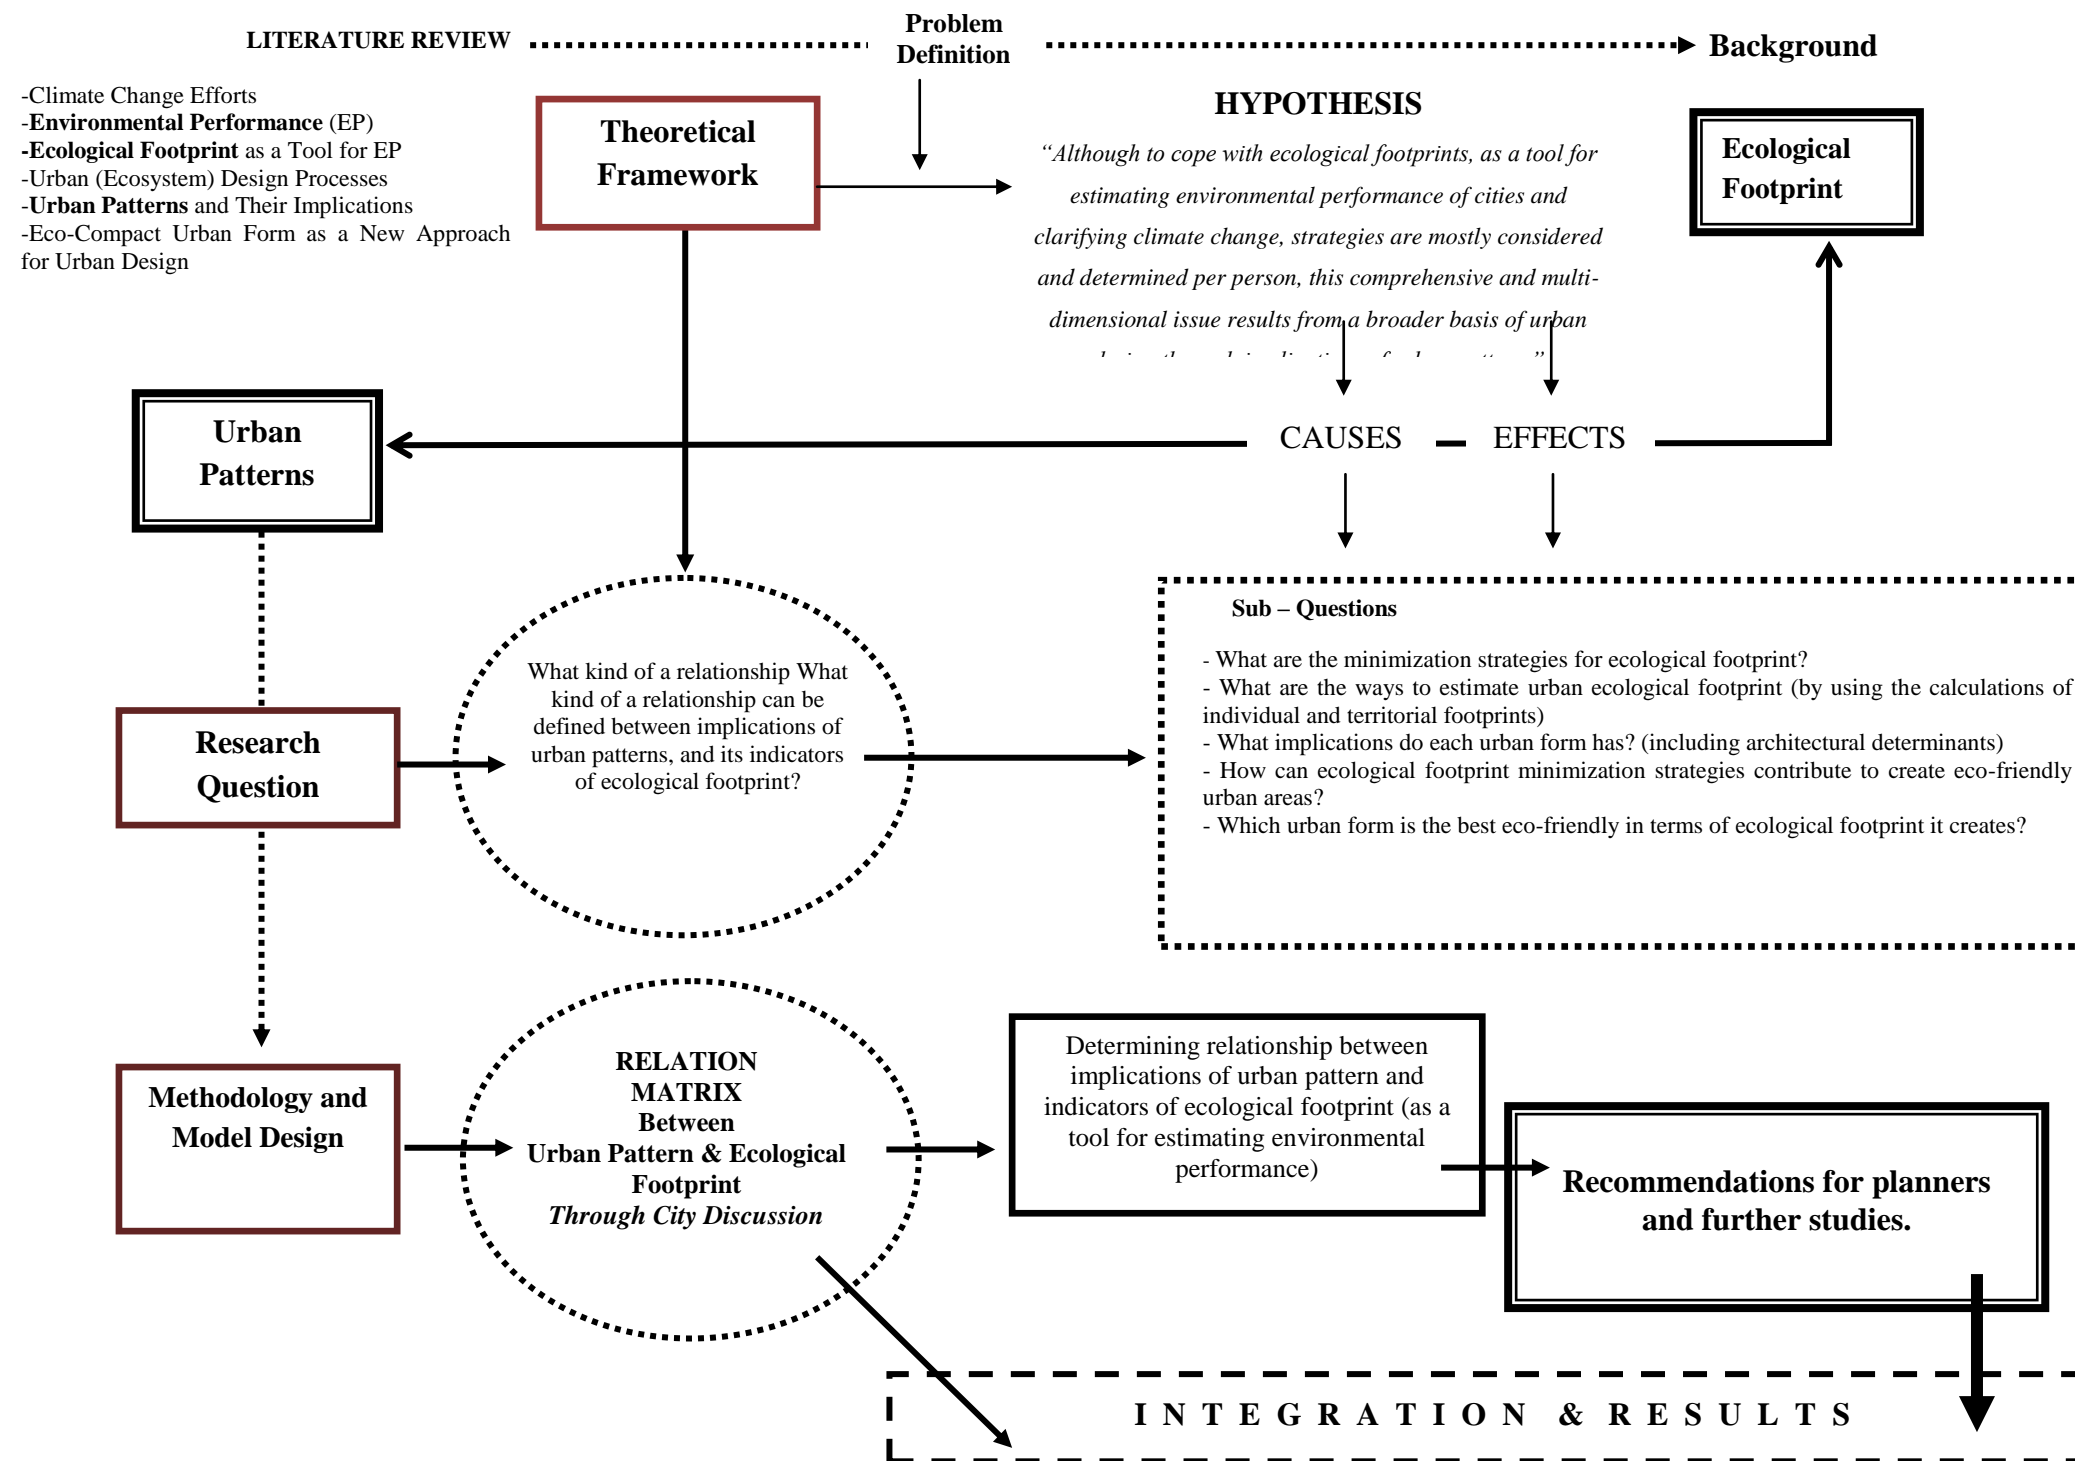 LITERATURE REVIEW
Problem
Definition
Background
-Climate Change Efforts
-Environmental Performance (EP)
-Ecological Footprint as a Tool for EP
-Urban (Ecosystem) Design Processes
-Urban Patterns and Their Implications
-Eco-Compact Urban Form as a New Approach
for Urban Design
Theoretical
Framework
HYPOTHESIS
“Although to cope with ecological footprints, as a tool for
estimating environmental performance of cities and
clarifying climate change, strategies are mostly considered
and determined per person, this comprehensive and multi-
dimensional issue results from a broader basis of urban
Ecological
Footprint
Urban
Patterns
CAUSES
EFFECTS
Research
Question
What kind of a relationship What
kind of a relationship can be
defined between implications of
urban patterns, and its indicators
of ecological footprint?
Sub – Questions
- What are the minimization strategies for ecological footprint?
- What are the ways to estimate urban ecological footprint (by using the calculations of
individual and territorial footprints)
- What implications do each urban form has? (including architectural determinants)
- How can ecological footprint minimization strategies contribute to create eco-friendly
urban areas?
- Which urban form is the best eco-friendly in terms of ecological footprint it creates?
Methodology and
Model Design
RELATION
MATRIX
Between
Urban Pattern & Ecological
Footprint
Through City Discussion
Determining relationship between
implications of urban pattern and
indicators of ecological footprint (as a
tool for estimating environmental
performance)
Recommendations for planners
and further studies.
INTEGRATION & RESULTS